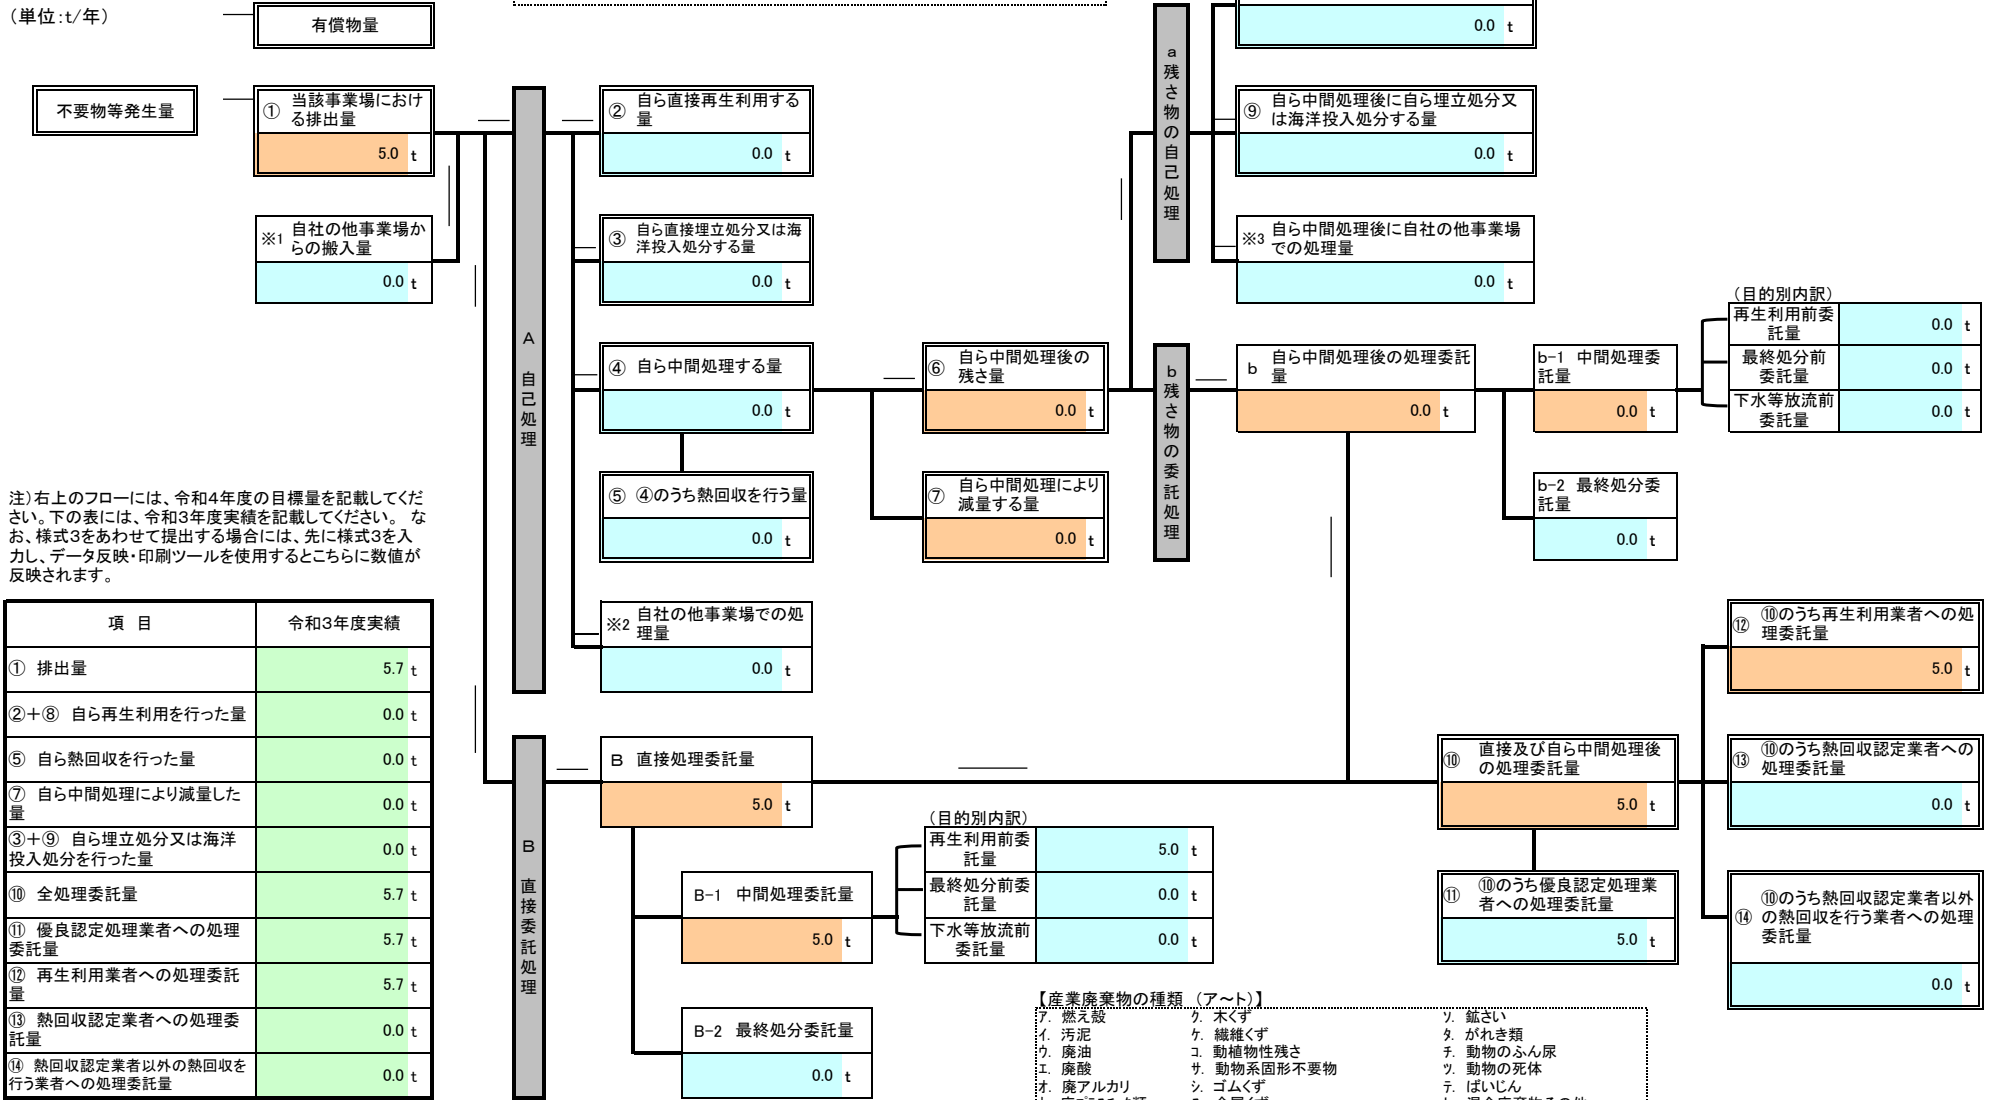 （単位:t/年）
有償物量
0.0 t
不要物等発生量
① 当該事業場におけ
る排出量
5.0 t
※1 自社の他事業場か
らの搬入量
0.0 t
A 自己処理
② 自ら直接再生利用する
量
0.0 t
③ 自ら直接埋立処分又は海
洋投入処分する量
0.0 t
④ 自ら中間処理する量
0.0 t
⑤ ④のうち熱回収を行う量
0.0 t
※2 自社の他事業場での処
理量
0.0 t
⑥ 自ら中間処理後の
残さ量
0.0 t
⑦ 自ら中間処理により
減量する量
0.0 t
a残さ物の自己処理
⑨ 自ら中間処理後に自ら埋立処分又
は海洋投入処分する量
0.0 t
※3 自ら中間処理後に自社の他事業場
での処理量
0.0 t
b残さ物の委託処理
b 自ら中間処理後の処理委託
量
0.0 t
b-1 中間処理委
託量
0.0 t
b-2 最終処分委
託量
0.0 t
（目的別内訳）
再生利用前委
託量
0.0 t
最終処分前
委託量
0.0 t
下水等放流前
委託量
0.0 t
注）右上のフローには、令和4年度の目標量を記載してくだ
さい。下の表には、令和3年度実績を記載してください。 な
お、様式3をあわせて提出する場合には、先に様式3を入
力し、データ反映・印刷ツールを使用するとこちらに数値が
反映されます。
項 目 令和3年度実績
① 排出量 5.7 t
②＋⑧ 自ら再生利用を行った量 0.0 t
⑤ 自ら熱回収を行った量 0.0 t
⑦ 自ら中間処理により減量した
量 0.0 t
③＋⑨ 自ら埋立処分又は海洋
投入処分を行った量 0.0 t
⑩ 全処理委託量 5.7 t
⑪ 優良認定処理業者への処理
委託量 5.7 t
⑫ 再生利用業者への処理委託
量 5.7 t
⑬ 熱回収認定業者への処理委
託量 0.0 t
⑭ 熱回収認定業者以外の熱回収を
行う業者への処理委託量 0.0 t
B 直接委託処理
B 直接処理委託量
5.0 t
B-1 中間処理委託量
5.0 t
B-2 最終処分委託量
0.0 t
（目的別内訳）
再生利用前委
託量
5.0 t
最終処分前委
託量
0.0 t
下水等放流前
委託量
0.0 t
⑩ 直接及び自ら中間処理後
の処理委託量
5.0 t
⑪ ⑩のうち優良認定処理業
者への処理委託量
5.0 t
⑫ ⑩のうち再生利用業者への処
理委託量
5.0 t
⑬ ⑩のうち熱回収認定業者への
処理委託量
0.0 t
⑭ ⑩のうち熱回収認定業者以外
の熱回収を行う業者への処理
委託量
0.0 t
【産業廃棄物の種類 （ア～ト）】
ア. 燃え殻 ク. 木くず ソ. 鉱さい
イ. 汚泥 ケ. 繊維くず タ. がれき類
ウ. 廃油 コ. 動植物性残さ チ. 動物のふん尿
エ. 廃酸 サ. 動物系固形不要物 ツ. 動物の死体
オ. 廃アルカリ シ. ゴムくず テ. ばいじん